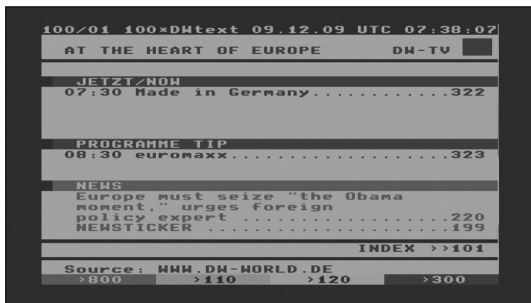 100/01 100*DWtext 09.12.09 UTC 07:38:07
AT THE HEART OF EUROPE DW-TV
JETZT/NOW
07:30 Made in Germany............322
PROGRAMME TIP
08:30 euromaxx...................323
NEWS
Europe must seize "the Obama
moment," urges foreign
policy expert ...................220
NEWSTICKER ......................199
INDEX >>101
Source: WWW.DW-WORLD.DE
>800 >110 >120 >300